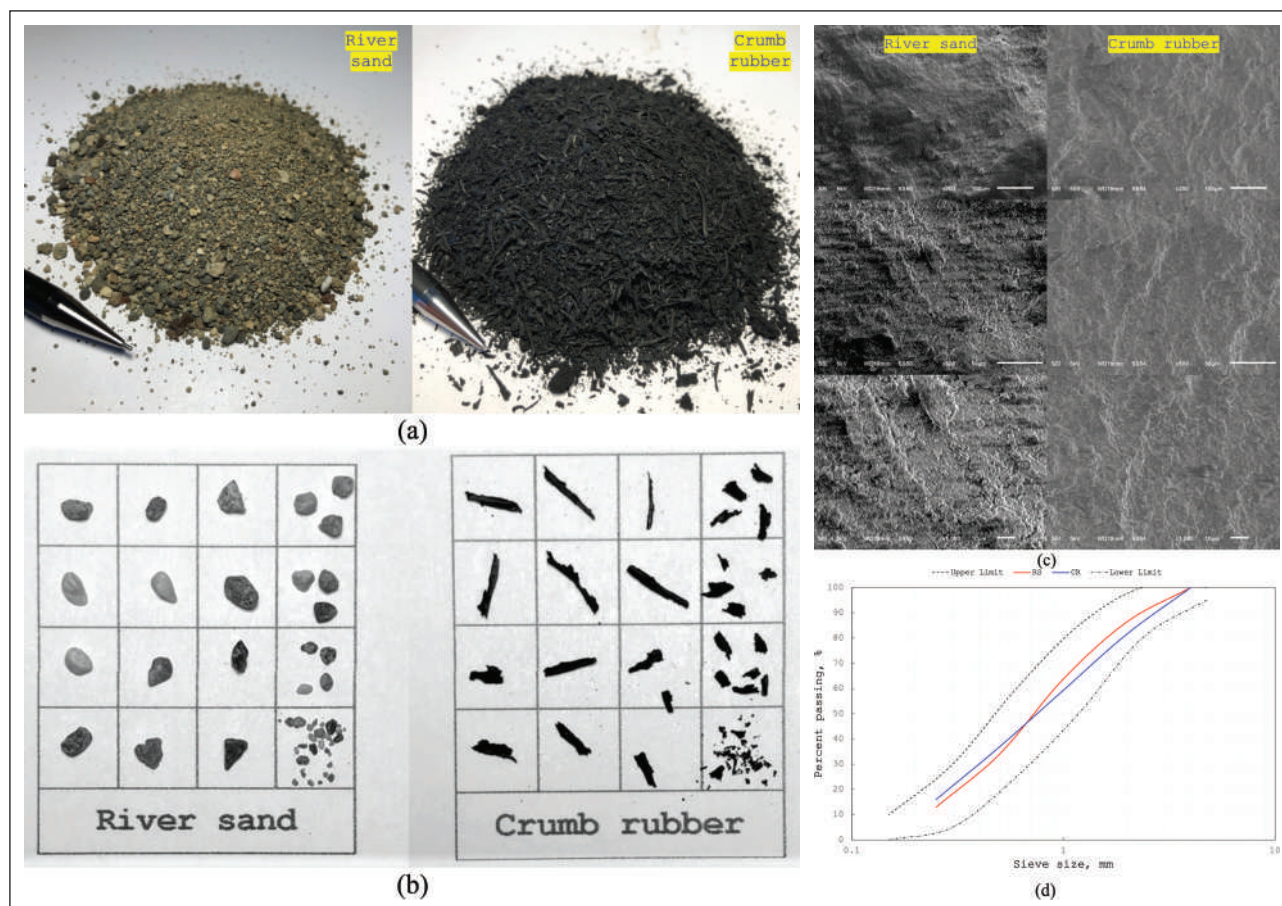 River
sand
Crumb
rubber
(a)
River sand
Crumb rubber
(b)
River sand
Crumb rubber
(c)
Upper Limit RS CR Lower Limit
Percent passing, %
100
90
80
70
60
50
40
30
20
10
0
0.1 1 10
Sieve size, mm
(d)